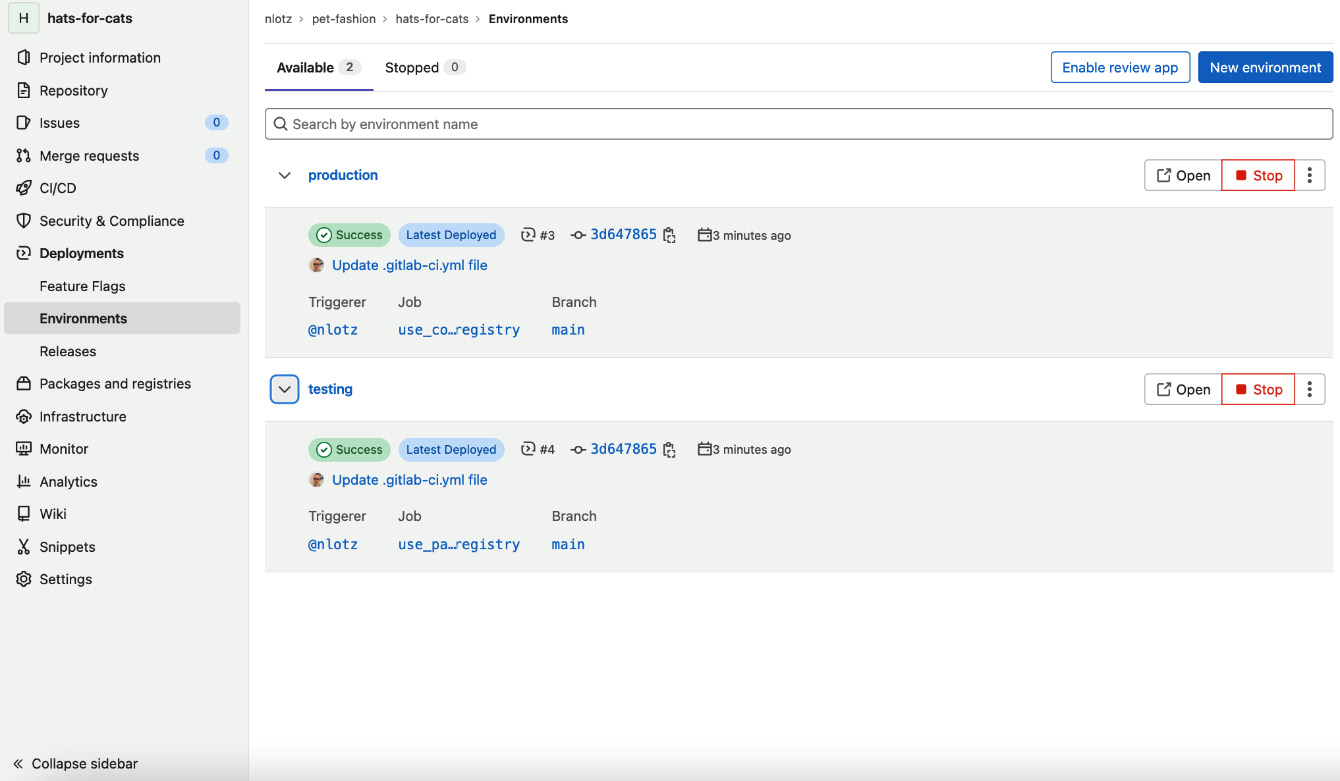 H hats-for-cats
Project information
Repository
Issues 0
Merge requests 0
CI/CD
Security & Compliance
Deployments
Feature Flags
Environments
Releases
Packages and registries
Infrastructure
Monitor
Analytics
Wiki
Snippets
Settings
« Collapse sidebar
nlotz › pet-fashion › hats-for-cats › Environments
Available 2 Stopped 0 Enable review app New environment
Search by environment name
production Open Stop
Success Latest Deployed #3 3d647865 3 minutes ago
Update .gitlab-ci.yml file
Triggerer Job Branch
@nlotz use_co…registry main
testing Open Stop
Success Latest Deployed #4 3d647865 3 minutes ago
Update .gitlab-ci.yml file
Triggerer Job Branch
@nlotz use_pa…registry main